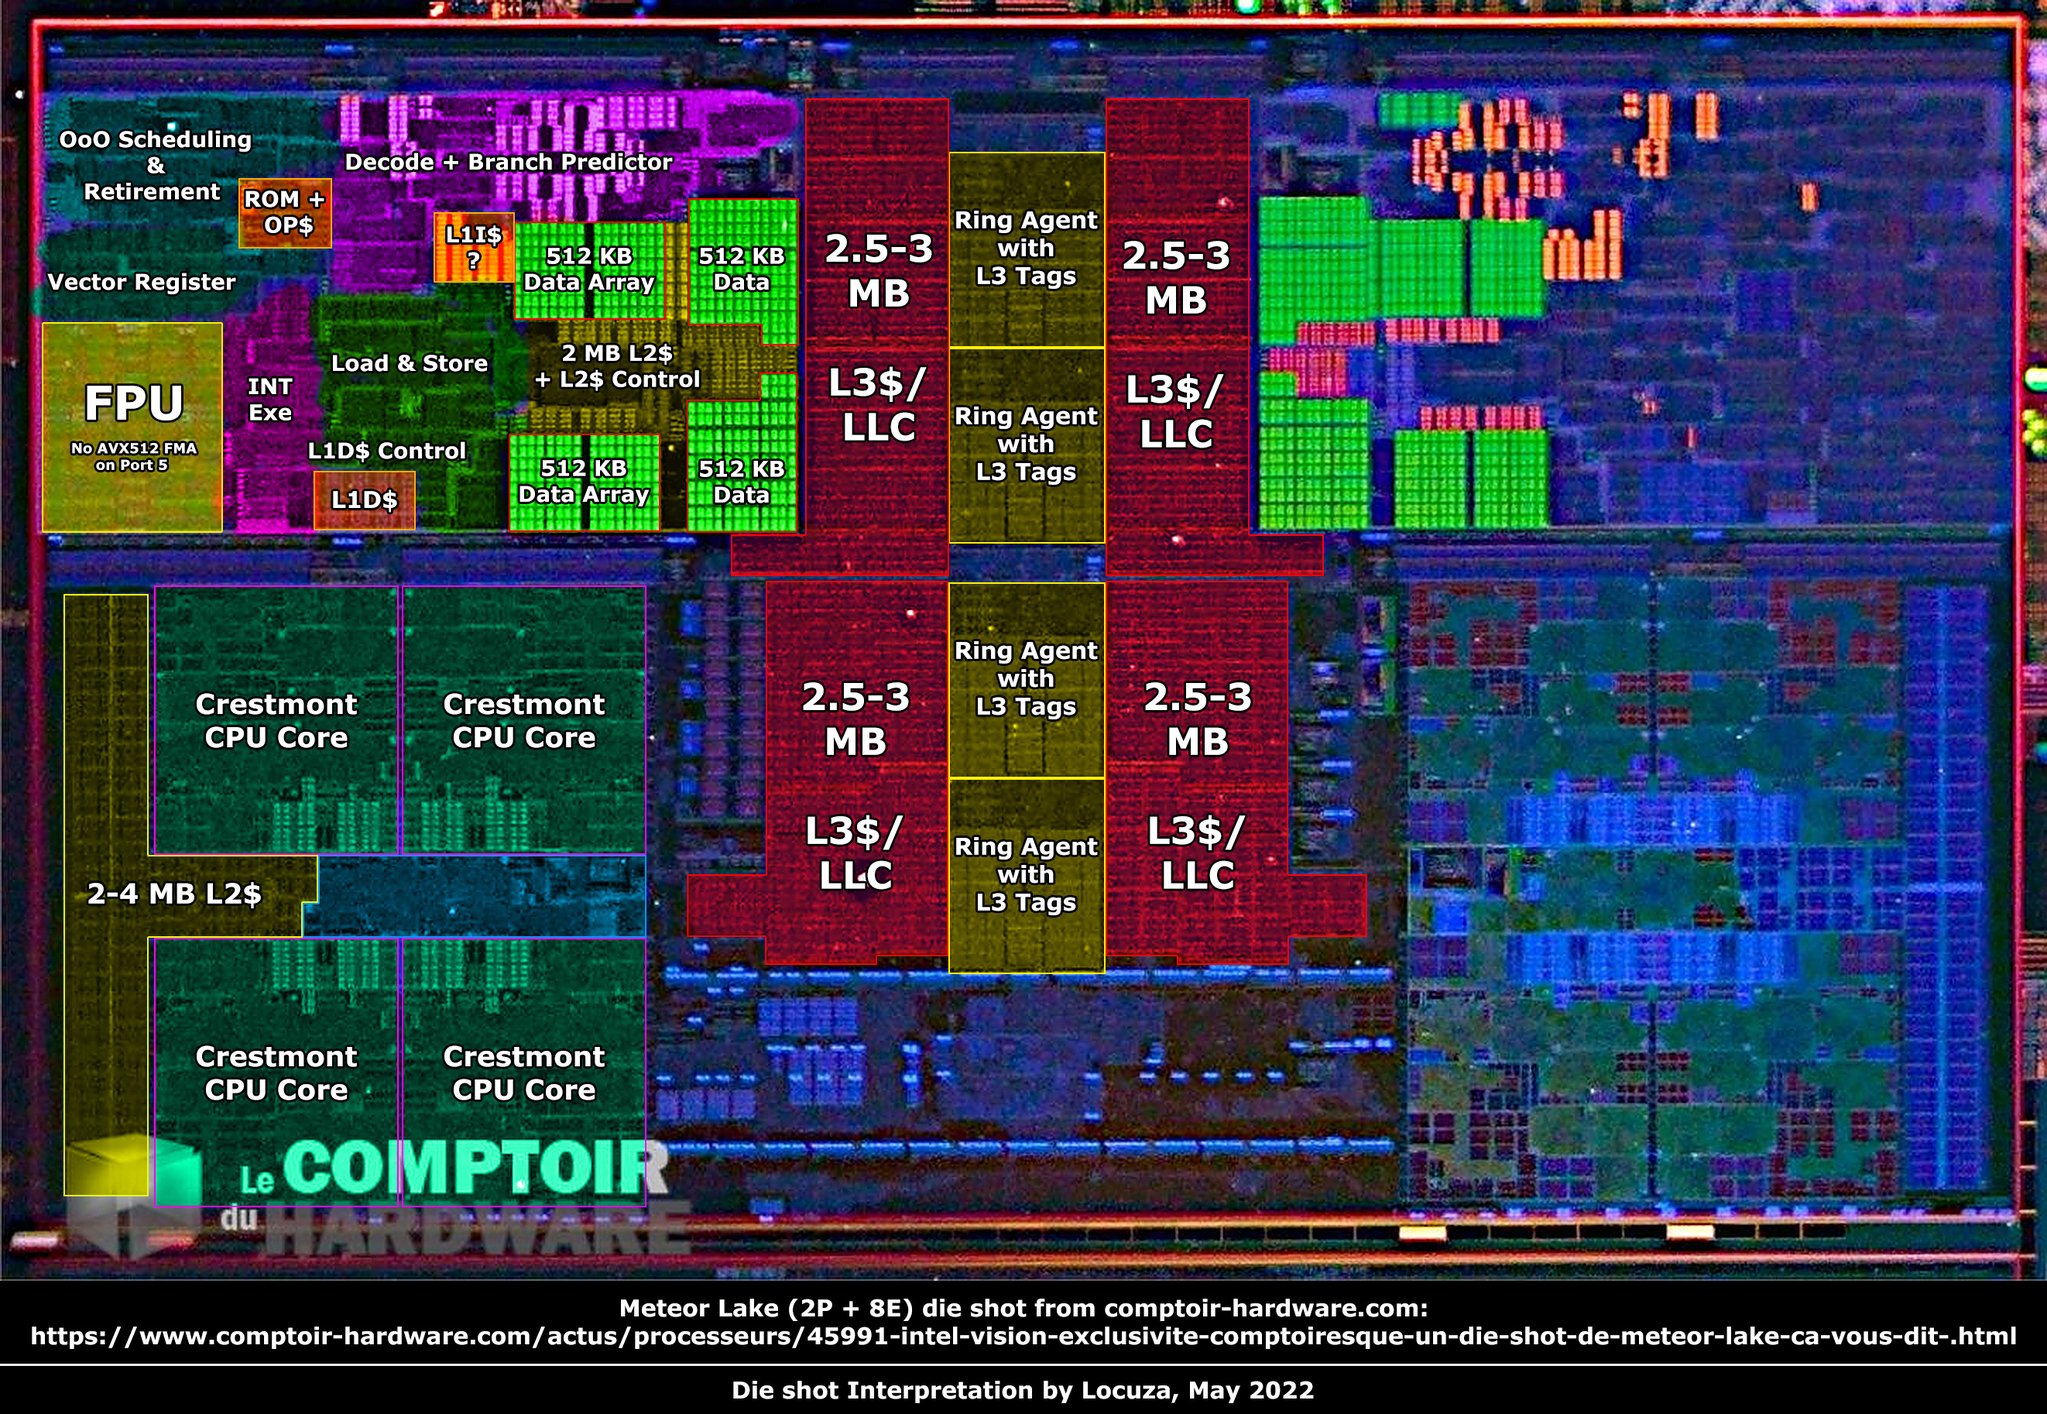 OoO Scheduling
&
Retirement
ROM +
OP$
Vector Register
Decode + Branch Predictor
L1I$
?
512 KB
Data Array
512 KB
Data
FPU
No AVX512 FMA
on Port 5
INT
Exe
Load & Store
L1D$ Control
L1D$
2 MB L2$
+ L2$ Control
512 KB
Data Array
512 KB
Data
2.5-3
MB
L3$/
LLC
Ring Agent
with
L3 Tags
Ring Agent
with
L3 Tags
2.5-3
MB
L3$/
LLC
Crestmont
CPU Core
Crestmont
CPU Core
2-4 MB L2$
Crestmont
CPU Core
Crestmont
CPU Core
2.5-3
MB
L3$/
LLC
Ring Agent
with
L3 Tags
Ring Agent
with
L3 Tags
2.5-3
MB
L3$/
LLC
Le COMPTOIR
du HARDWARE
Meteor Lake (2P + 8E) die shot from comptoir-hardware.com:
https://www.comptoir-hardware.com/actus/processeurs/45991-intel-vision-exclusivite-comptoiresque-un-die-shot-de-meteor-lake-ca-vous-dit-.html
Die shot Interpretation by Locuza, May 2022